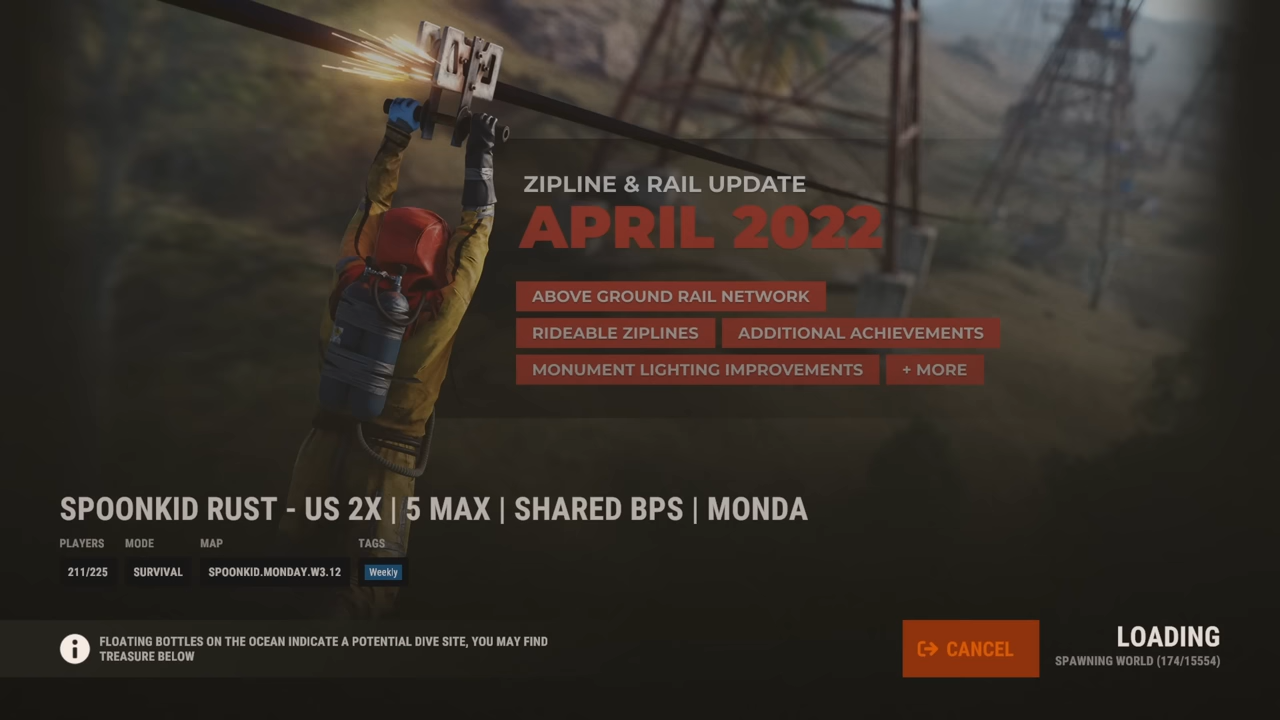 ZIPLINE & RAIL UPDATE
APRIL 2022
ABOVE GROUND RAIL NETWORK
RIDEABLE ZIPLINES ADDITIONAL ACHIEVEMENTS
MONUMENT LIGHTING IMPROVEMENTS + MORE
SPOONKID RUST - US 2X | 5 MAX | SHARED BPS | MONDA
PLAYERS MODE MAP TAGS
211/225 SURVIVAL SPOONKID.MONDAY.W3.12 Weekly
FLOATING BOTTLES ON THE OCEAN INDICATE A POTENTIAL DIVE SITE, YOU MAY FIND
TREASURE BELOW
CANCEL
LOADING
SPAWNING WORLD (174/15554)